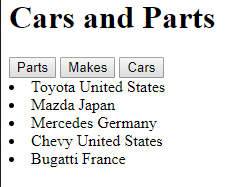 Cars and Parts
Parts Makes Cars
• Toyota United States
• Mazda Japan
• Mercedes Germany
• Chevy United States
• Bugatti France